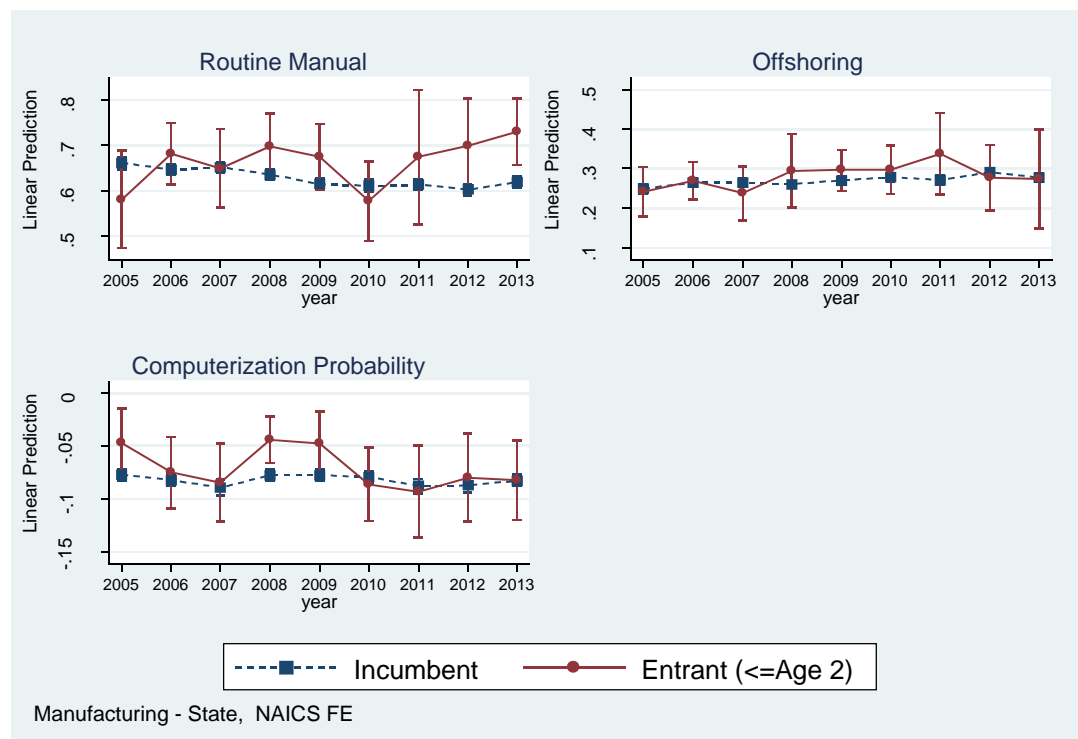 Routine Manual
Linear Prediction
.8
.7
.6
.5
2005 2006 2007 2008 2009 2010 2011 2012 2013
year
Offshoring
Linear Prediction
.5
.4
.3
.2
.1
2005 2006 2007 2008 2009 2010 2011 2012 2013
year
Computerization Probability
Linear Prediction
0
-.05
-.1
-.15
2005 2006 2007 2008 2009 2010 2011 2012 2013
year
Incumbent Entrant (<=Age 2)
Manufacturing - State, NAICS FE